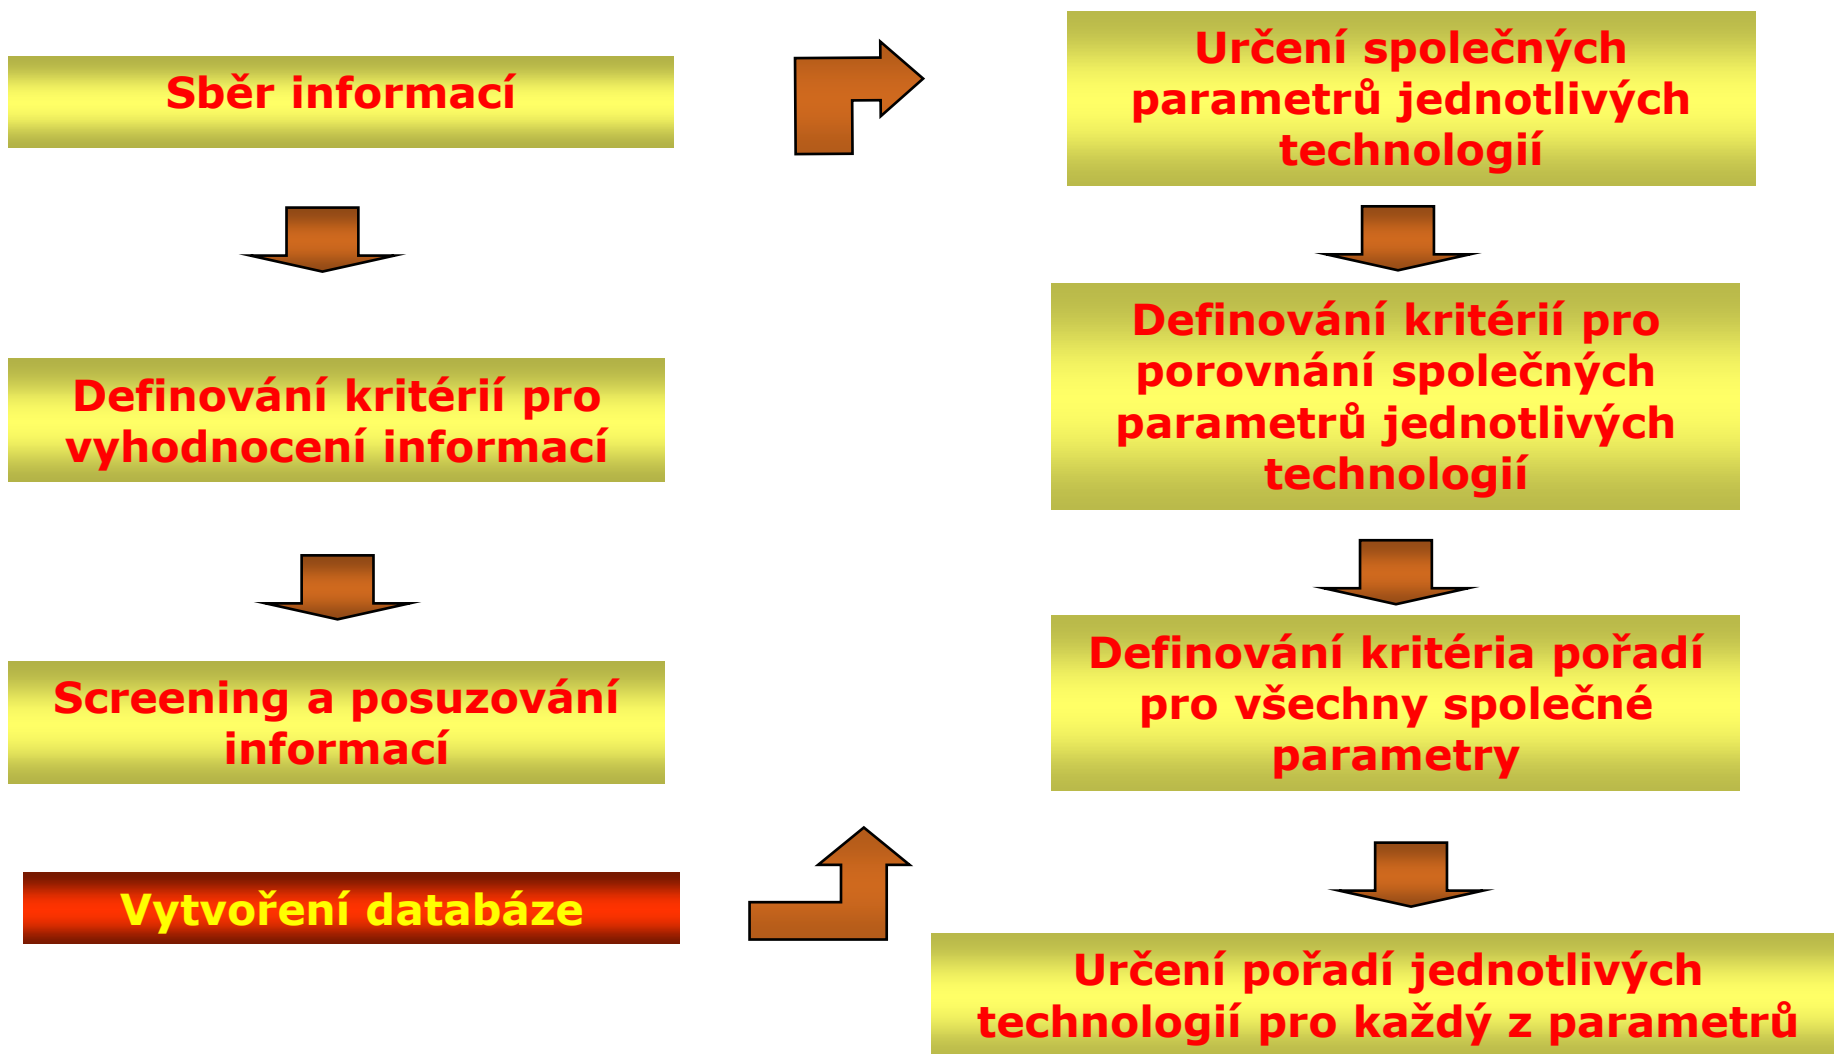 Sběr informací
Definování kritérií pro
vyhodnocení informací
Screening a posuzování
informací
Vytvoření databáze
Určení společných
parametrů jednotlivých
technologií
Definování kritérií pro
porovnání společných
parametrů jednotlivých
technologií
Definování kritéria pořadí
pro všechny společné
parametry
Určení pořadí jednotlivých
technologií pro každý z parametrů